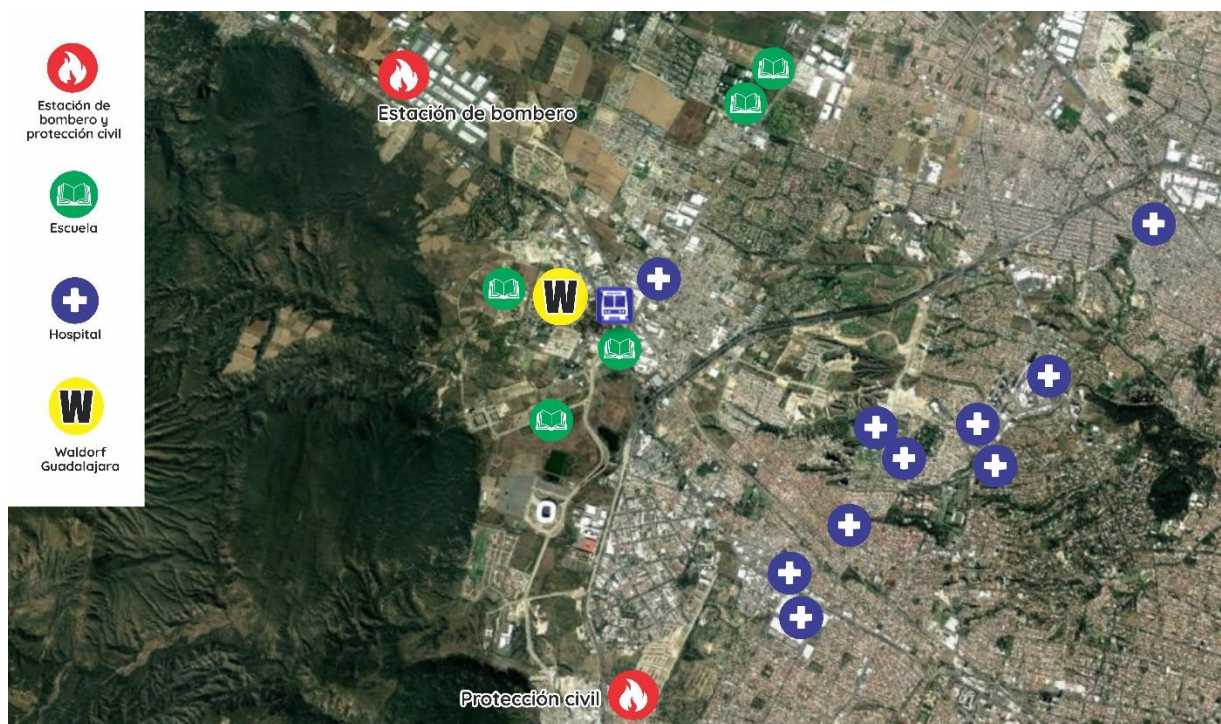 Estación de
bombero y
protección civil
Escuela
Hospital
W
Waldorf
Guadalajara
Estación de bombero
W
Protección civil